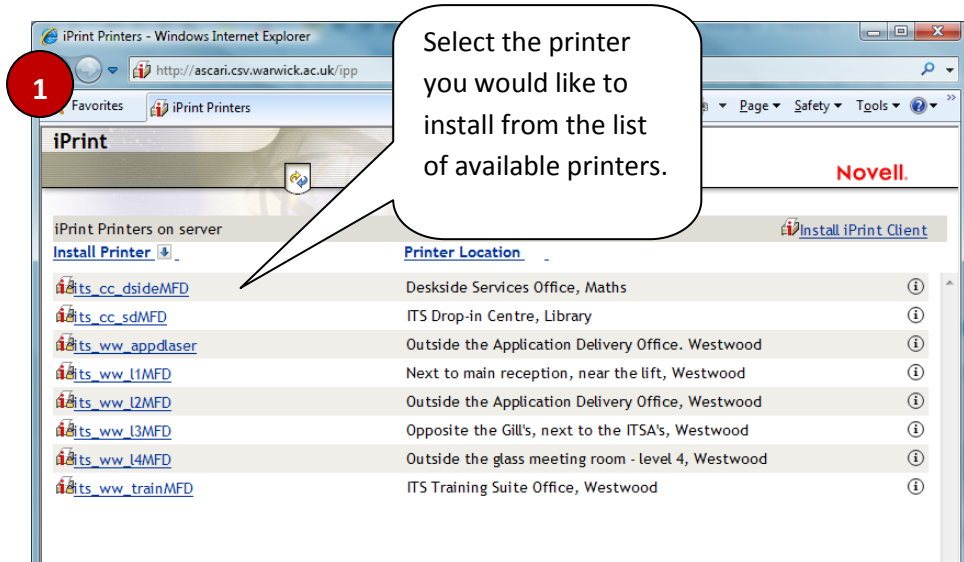 iPrint Printers - Windows Internet Explorer
Select the printer
you would like to
install from the list
of available printers.
1
http://ascari.csv.warwick.ac.uk/ipp
Favorites
iPrint Printers
Page
Safety
Tools
iPrint
Novell.
iPrint Printers on server
Install iPrint Client
Install Printer
Printer Location
its_cc_dsideMFD Deskside Services Office, Maths
its_cc_sdMFD ITS Drop-in Centre, Library
its_ww_appdlaser Outside the Application Delivery Office. Westwood
its_ww_l1MFD Next to main reception, near the lift, Westwood
its_ww_l2MFD Outside the Application Delivery Office, Westwood
its_ww_l3MFD Opposite the Gill's, next to the ITSA's, Westwood
its_ww_l4MFD Outside the glass meeting room - level 4, Westwood
its_ww_trainMFD ITS Training Suite Office, Westwood